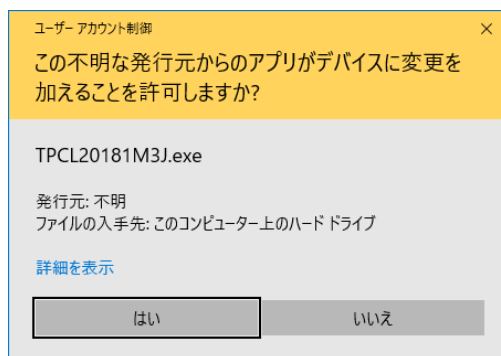 ユーザー アカウント制御
この不明な発行元からのアプリがデバイスに変更を
加えることを許可しますか?
TPCL20181M3J.exe
発行元: 不明
ファイルの入手先: このコンピューター上のハード ドライブ
詳細を表示
はい
いいえ